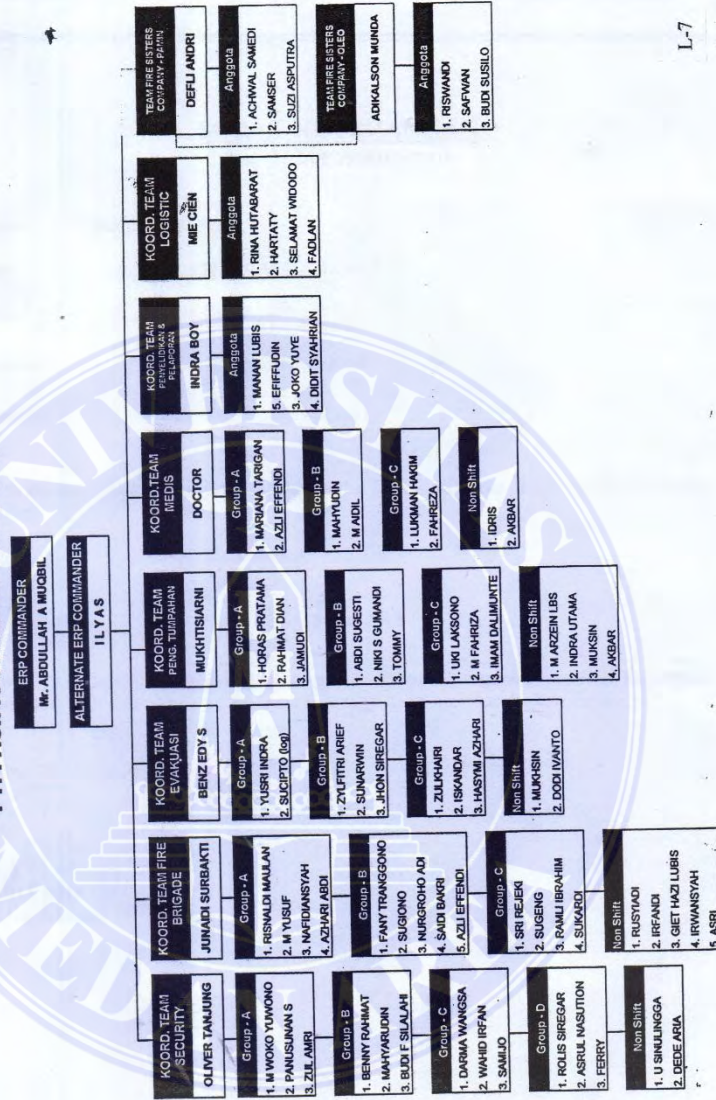 ERP COMMANDER
Mr. ABDULLAH A MUQBIL
ALTERNATE ERP COMMANDER
ILYAS
KOORD. TEAM
SECURITY
OLIVER TANJUNG
Group - A
1. M WOKO YUWONO
2. PANUSUNAN S
3. ZUL AMRI
Group - B
1. BENNY RAHMAT
2. MAHYARUDIN
3. BUDI F SILALAHI
Group - C
1. DARMA WANGSA
2. WAHID IRFAN
3. SAMIJO
Group - D
1. ROLIS SIREGAR
2. ASRUL NASUTION
3. FERRY
Non Shift
1. U SINULINGGA
2. DEDE ARIA
KOORD. TEAM FIRE
BRIGADE
JUNAIDI SURBAKTI
Group - A
1. RISNALDI MAULAN
2. M YUSUF
3. NAFIDIANSYAH
4. AZHARI ABDI
Group - B
1. FANY TRANGGONO
2. SUGIONO
3. NURGROHO ADI
4. SAIDI BAKRI
5. AZLI EFFENDI
Group - C
1. SRI REJEKI
2. SUGENG
3. RAMLI IBRAHIM
4. SUKARDI
Non Shift
1. RUSYIADI
2. IRFANDI
3. GIET HAZI LUBIS
4. IRWANSYAH
5. ASRI
KOORD. TEAM
EVAKUASI
BENZ EDY S
Group - A
1. YUSRI INDRA
2. SUCIPTO (log)
Group - B
1. ZYLFITRI ARIEF
2. SUNARWIN
3. JHON SIREGAR
Group - C
1. ZULKHAIRI
2. ISKANDAR
3. HASYMI AZHARI
Non Shift
1. MUKHSIN
2. DODI IVANTO
KOORD. TEAM
PENG. TUMPAHAN
MUKHTISIARNI
Group - A
1. HORAS PRATAMA
2. RAHMAT DIAN
3. JAMUDI
Group - B
1. ABDI SUGESTI
2. NIKI S GUMANDI
3. TOMMY
Group - C
1. UKI LAKSONO
2. M FAHRIZA
3. IMAM DALIMUNTE
Non Shift
1. M ARZEIN LBS
2. INDRA UTAMA
3. MUKSIN
4. AKBAR
KOORD.TEAM
MEDIS
DOCTOR
Group - A
1. MARIANA TARIGAN
2. AZLI EFFENDI
Group - B
1. MAHYUDIN
2. M AIDIL
Group - C
1. LUKMAN HAKIM
2. FAHREZA
Non Shift
1. IDRIS
2. AKBAR
KOORD. TEAM
PENYELIDIKAN &
PELAPORAN
INDRA BOY
Anggota
1. MANAN LUBIS
5. EFIFFUDIN
3. JOKO YUYE
4. DIDIT SYAHRIAN
KOORD. TEAM
LOGISTIC
MIE CIEN
Anggota
1. RINA HUTABARAT
2. HARTATY
3. SELAMAT WIDODO
4. FADLAN
TEAM FIRE SISTERS
COMPANY - PAMIN
DEFLI ANDRI
Anggota
1. ACHWAL SAMEDI
2. SAMSER
3. SUZI ASPUTRA
TEAM FIRE SISTERS
COMPANY - OLEO
ADIKALSON MUNDA
Anggota
1. RISWANDI
2. SAFWAN
3. BUDI SUSILO
L-7
UNIVERSITAS
MEDAN AREA